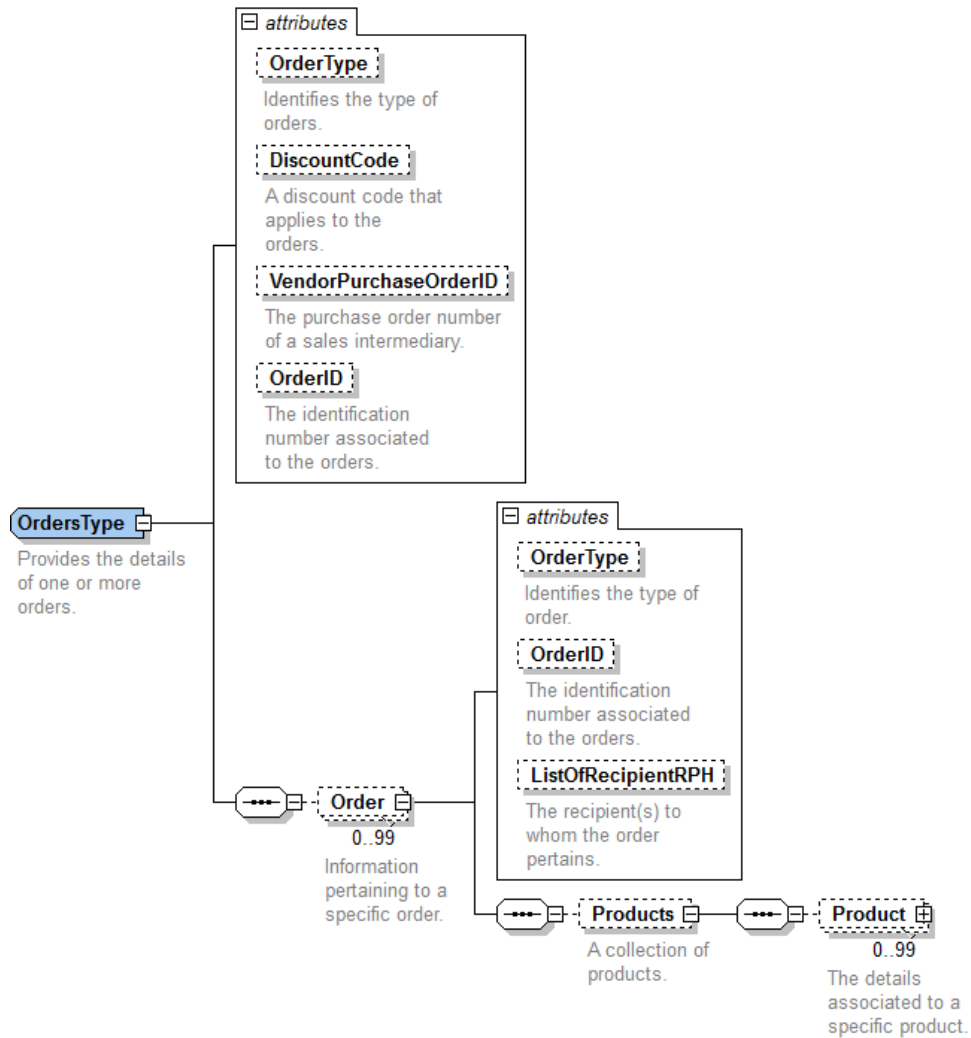 attributes
OrderType
Identifies the type of
orders.
DiscountCode
A discount code that
applies to the
orders.
VendorPurchaseOrderID
The purchase order number
of a sales intermediary.
OrderID
The identification
number associated
to the orders.
OrdersType
Provides the details
of one or more
orders.
attributes
OrderType
Identifies the type of
order.
OrderID
The identification
number associated
to the orders.
ListOfRecipientRPH
The recipient(s) to
whom the order
pertains.
Order
0..99
Information
pertaining to a
specific order.
Products
A collection of
products.
Product
0..99
The details
associated to a
specific product.